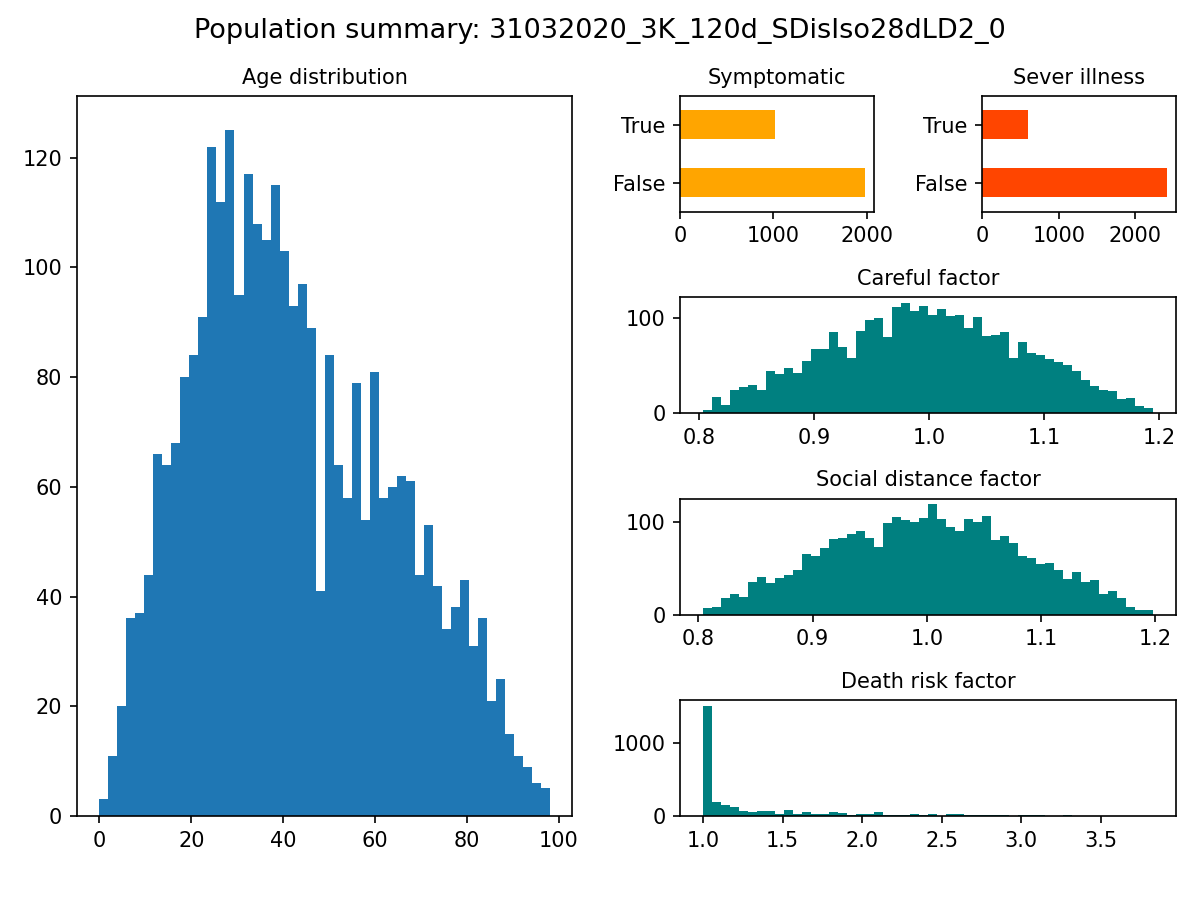 Population summary: 31032020_3K_120d_SDisIso28dLD2_0
Age distribution
120
100
80
60
40
20
0
0 20 40 60 80 100
Symptomatic
True
False
0 1000 2000
Sever illness
True
False
0 1000 2000
Careful factor
100
0
0.8 0.9 1.0 1.1 1.2
Social distance factor
100
0
0.8 0.9 1.0 1.1 1.2
Death risk factor
1000
0
1.0 1.5 2.0 2.5 3.0 3.5